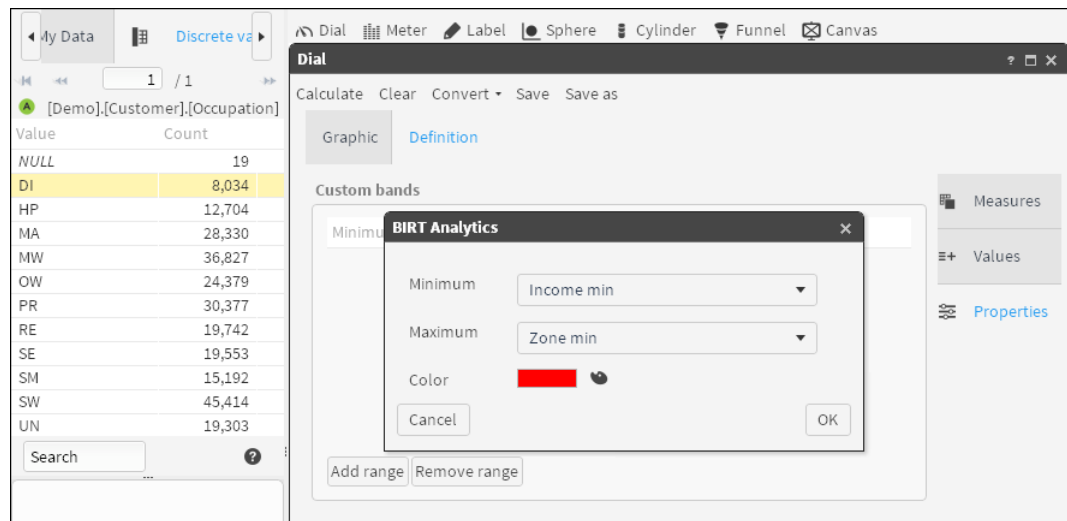 My Data Discrete va
Dial Meter Label Sphere Cylinder Funnel Canvas
1 / 1
A [Demo].[Customer].[Occupation]
Value Count
NULL 19
DI 8,034
HP 12,704
MA 28,330
MW 36,827
OW 24,379
PR 30,377
RE 19,742
SE 19,553
SM 15,192
SW 45,414
UN 19,303
Search ?
Dial ?
Calculate Clear Convert Save Save as
Graphic Definition
Custom bands
Minimu
BIRT Analytics
Minimum Income min
Maximum Zone min
Color
Cancel OK
Add range Remove range
Measures
Values
Properties